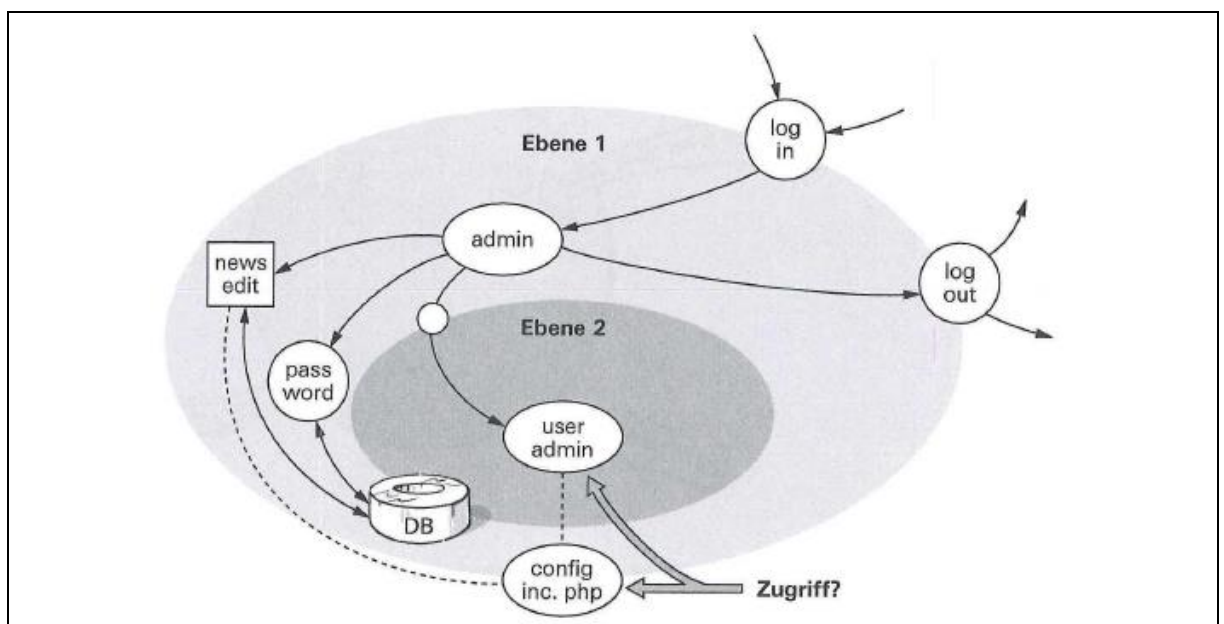 log
in
Ebene 1
admin
news
edit
log
out
Ebene 2
pass
word
user
admin
DB
config
inc. php
Zugriff?